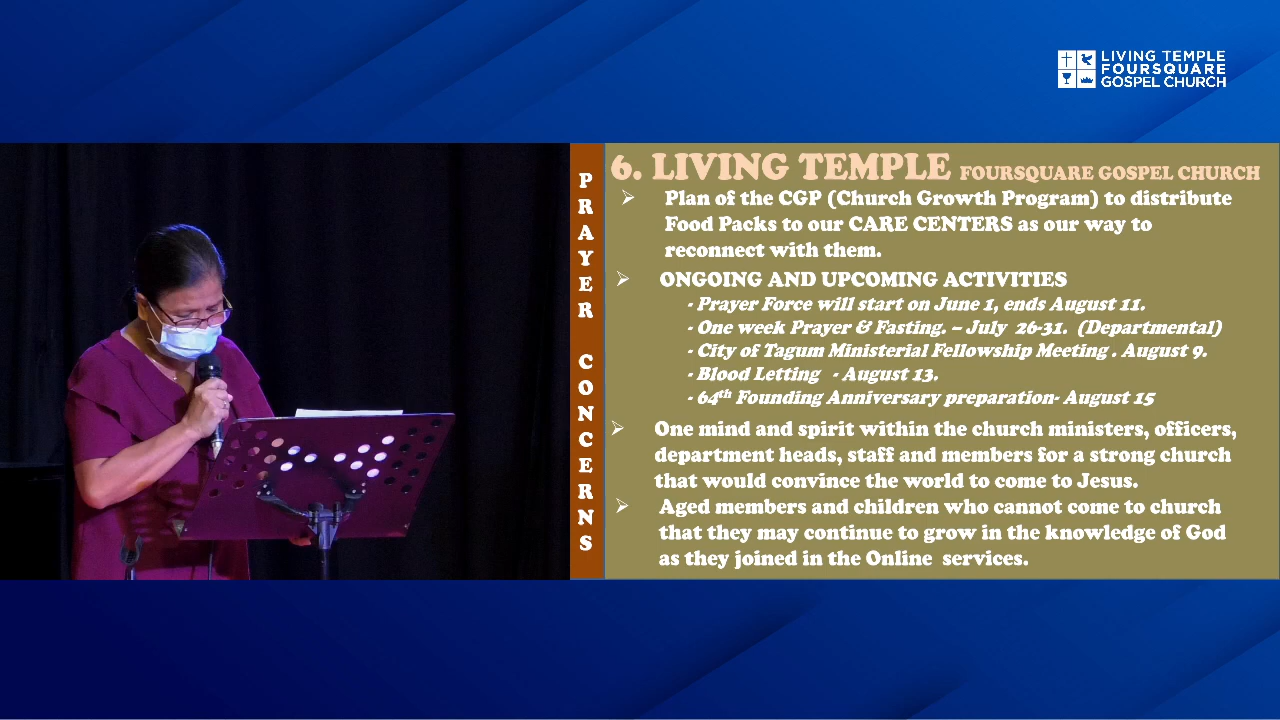 LIVING TEMPLE
FOURSQUARE
GOSPEL CHURCH
PRAYER CONCERNS
6. LIVING TEMPLE FOURSQUARE GOSPEL CHURCH
Plan of the CGP (Church Growth Program) to distribute
Food Packs to our CARE CENTERS as our way to
reconnect with them.
ONGOING AND UPCOMING ACTIVITIES
- Prayer Force will start on June 1, ends August 11.
- One week Prayer & Fasting. – July 26-31. (Departmental)
- City of Tagum Ministerial Fellowship Meeting . August 9.
- Blood Letting - August 13.
- 64th Founding Anniversary preparation- August 15
One mind and spirit within the church ministers, officers,
department heads, staff and members for a strong church
that would convince the world to come to Jesus.
Aged members and children who cannot come to church
that they may continue to grow in the knowledge of God
as they joined in the Online services.